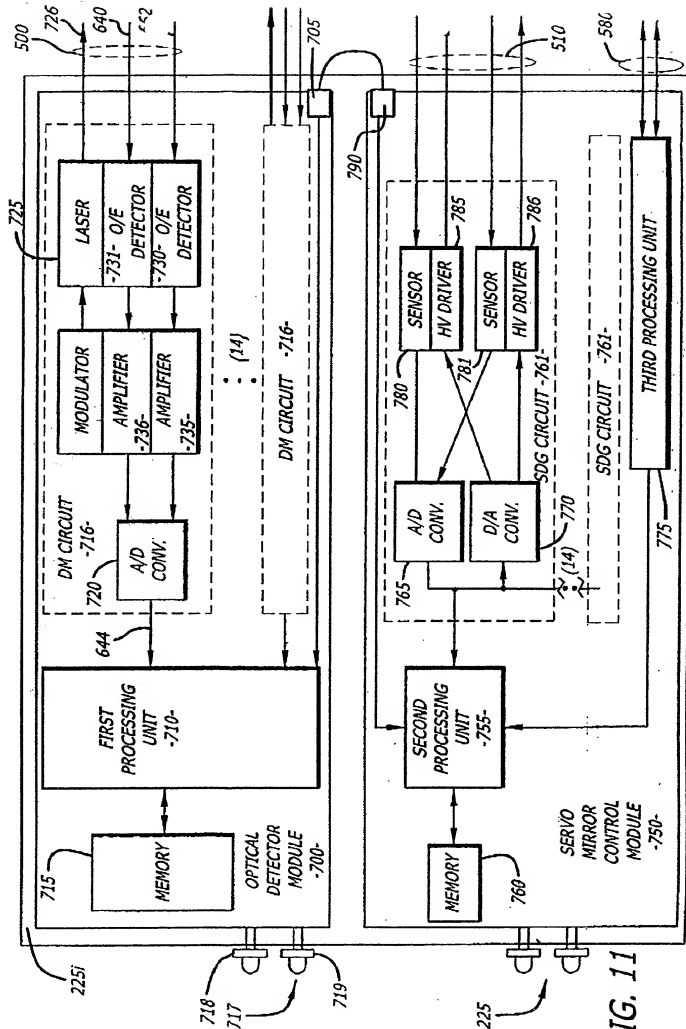 500
726
640
642
705
510
580
725
LASER
-731- O/E
DETECTOR
-730- O/E
DETECTOR
MODULATOR
AMPLIFIER
-736-
AMPLIFIER
-735-
DM CIRCUIT
-716-
720
A/D
CONV.
644
(14)
DM CIRCUIT -716-
FIRST
PROCESSING
UNIT
-710-
715
MEMORY
OPTICAL
DETECTOR
MODULE
-700-
225i
718
717
719
790
785
786
SENSOR
HV DRIVER
SENSOR
HV DRIVER
780
781
SDG CIRCUIT -761-
A/D
CONV.
D/A
CONV.
765
770
(14)
SDG CIRCUIT -761-
THIRD PROCESSING UNIT
775
SECOND
PROCESSING
UNIT
-755-
MEMORY
760
SERVO
MIRROR
CONTROL
MODULE
-750-
225
IG. 11